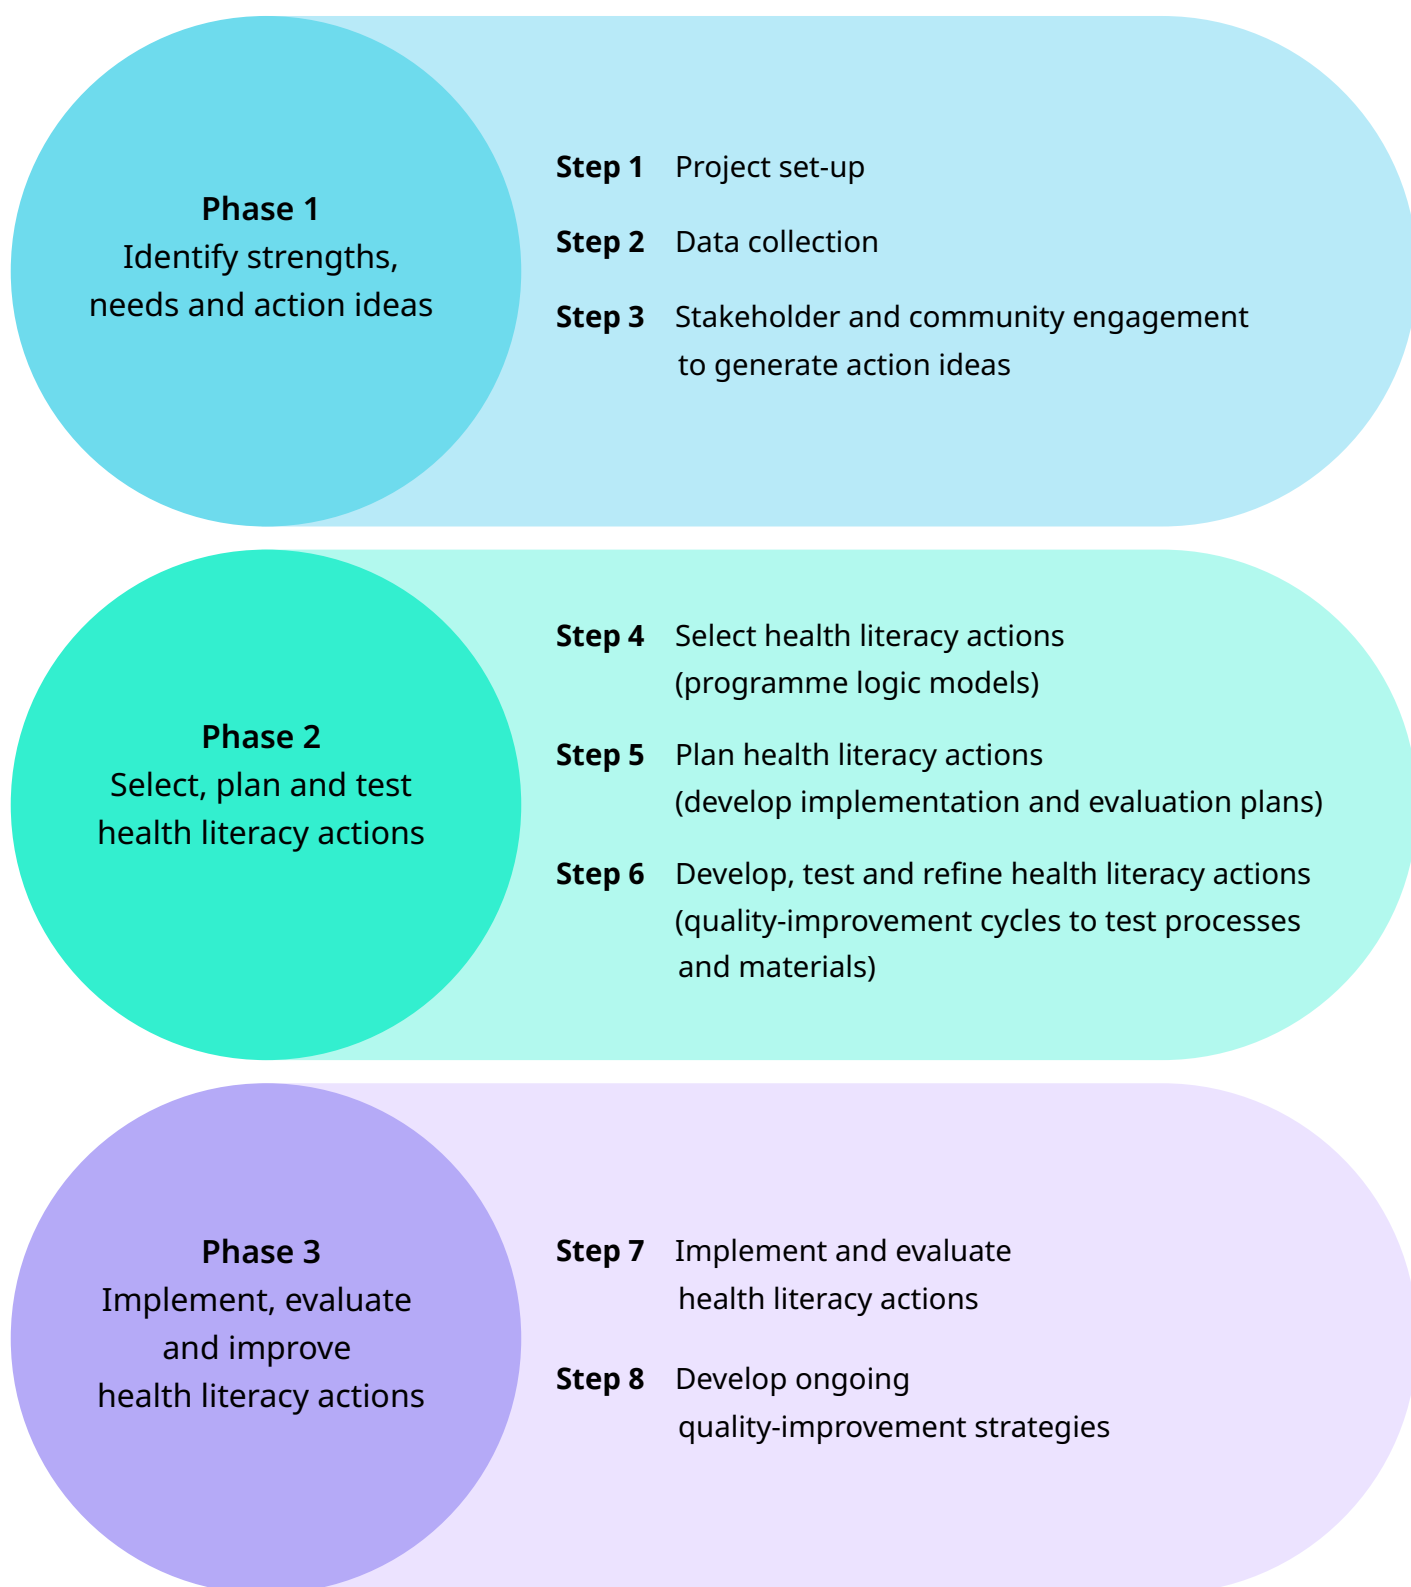 Phase 1
Identify strengths,
needs and action ideas
Step 1 Project set-up
Step 2 Data collection
Step 3 Stakeholder and community engagement
to generate action ideas
Phase 2
Select, plan and test
health literacy actions
Step 4 Select health literacy actions
(programme logic models)
Step 5 Plan health literacy actions
(develop implementation and evaluation plans)
Step 6 Develop, test and refine health literacy actions
(quality-improvement cycles to test processes
and materials)
Phase 3
Implement, evaluate
and improve
health literacy actions
Step 7 Implement and evaluate
health literacy actions
Step 8 Develop ongoing
quality-improvement strategies